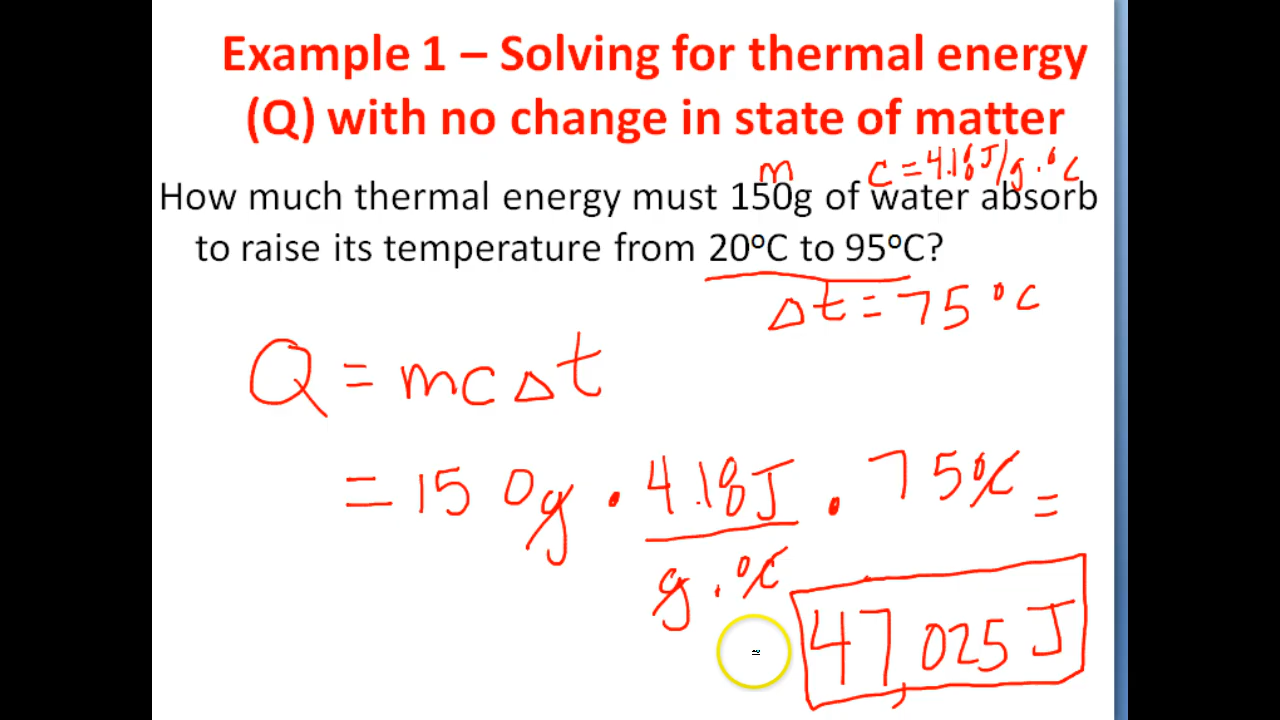 Example 1 – Solving for thermal energy
(Q) with no change in state of matter
m c = 4.18 J/g·°C
How much thermal energy must 150g of water absorb
to raise its temperature from 20°C to 95°C?
Δt = 75°C
Q = mcΔt
= 150g · 4.18J · 75°C =
g·°C
47,025 J